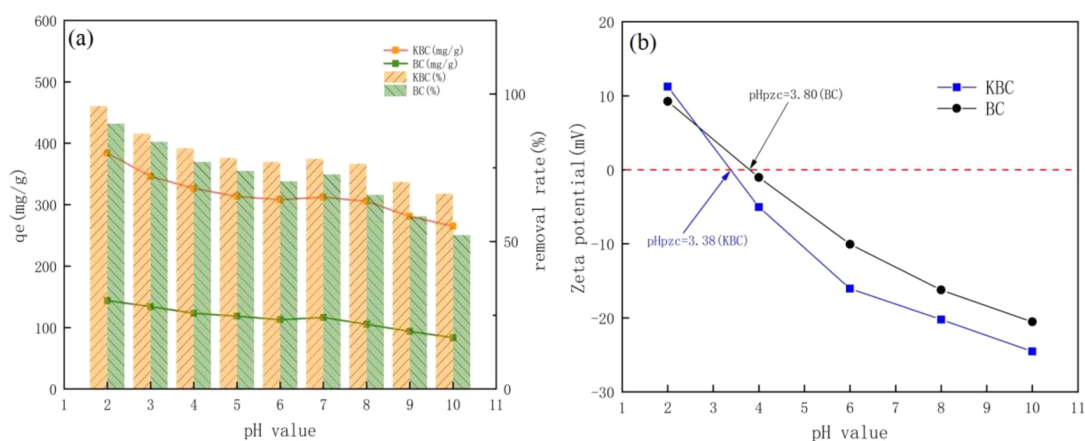 (a)
KBC(mg/g)
BC(mg/g)
KBC(%)
BC(%)
600
500
400
300
200
100
0
qe(mg/g)
100
50
0
removal rate(%)
1 2 3 4 5 6 7 8 9 10 11
pH value
(b)
KBC
BC
pHpzc=3.80(BC)
pHpzc=3.38(KBC)
20
10
0
-10
-20
-30
Zeta potential(mV)
1 2 3 4 5 6 7 8 9 10 11
pH value